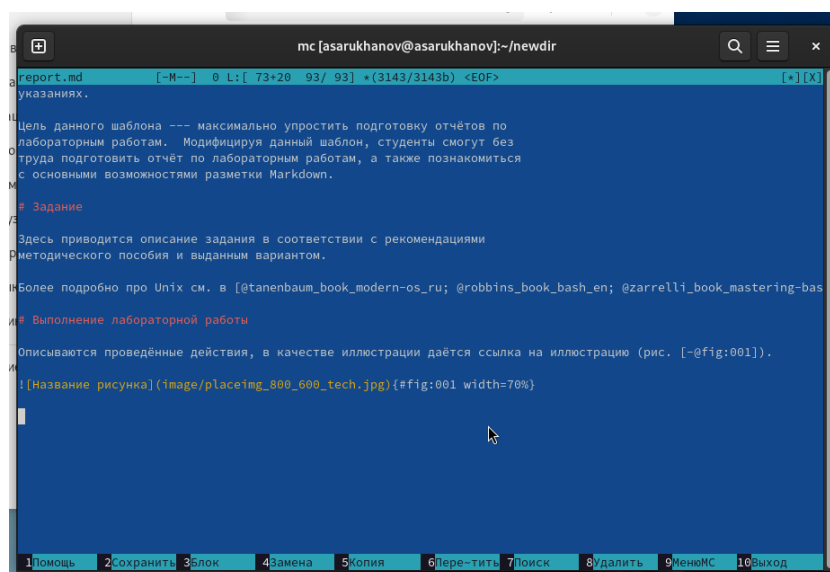 mc [asarukhanov@asarukhanov]:~/newdir
report.md [-M--] 0 L:[ 73+20 93/ 93] *(3143/3143b) <EOF> [*][X]
указаниях.
Цель данного шаблона --- максимально упростить подготовку отчётов по
лабораторным работам. Модифицируя данный шаблон, студенты смогут без
труда подготовить отчёт по лабораторным работам, а также познакомиться
с основными возможностями разметки Markdown.
# Задание
Здесь приводится описание задания в соответствии с рекомендациями
методического пособия и выданным вариантом.
Более подробно про Unix см. в [@tanenbaum_book_modern-os_ru; @robbins_book_bash_en; @zarrelli_book_mastering-bas
# Выполнение лабораторной работы
Описываются проведённые действия, в качестве иллюстрации даётся ссылка на иллюстрацию (рис. [-@fig:001]).
![Название рисунка](image/placeimg_800_600_tech.jpg){#fig:001 width=70%}
1Помощь 2Сохранить 3Блок 4Замена 5Копия 6Пере~тить 7Поиск 8Удалить 9МенюМС 10Выход